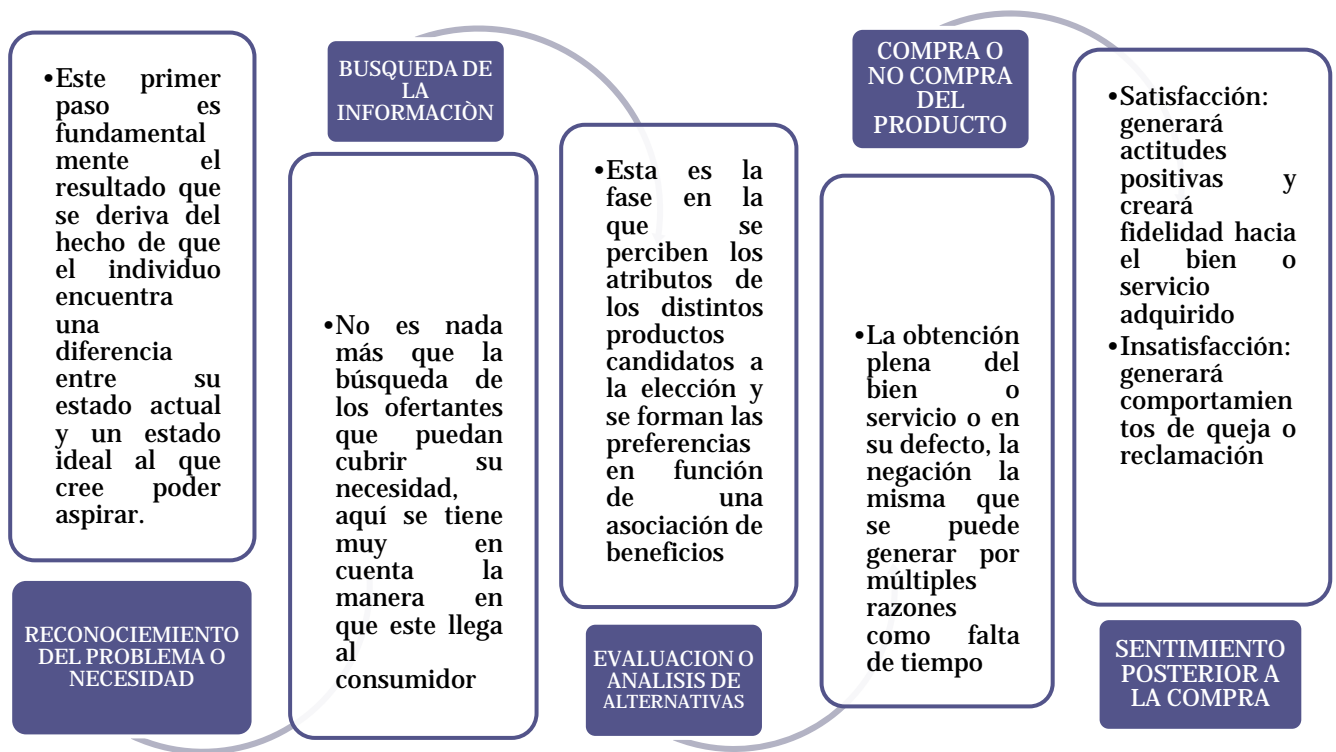 •Este primer
paso es
fundamental
mente el
resultado que
se deriva del
hecho de que
el individuo
encuentra
una
diferencia
entre su
estado actual
y un estado
ideal al que
cree poder
aspirar.
RECONOCIEMIENTO
DEL PROBLEMA O
NECESIDAD
BUSQUEDA DE
LA
INFORMACIÒN
•No es nada
más que la
búsqueda de
los ofertantes
que puedan
cubrir su
necesidad,
aquí se tiene
muy en
cuenta la
manera en
que este llega
al
consumidor
•Esta es la
fase en la
que se
perciben los
atributos de
los distintos
productos
candidatos a
la elección y
se forman las
preferencias
en función
de una
asociación de
beneficios
EVALUACION O
ANALISIS DE
ALTERNATIVAS
COMPRA O
NO COMPRA
DEL
PRODUCTO
•La obtención
plena del
bien o
servicio o en
su defecto, la
negación la
misma que
se puede
generar por
múltiples
razones
como falta
de tiempo
•Satisfacción:
generará
actitudes
positivas y
creará
fidelidad hacia
el bien o
servicio
adquirido
•Insatisfacción:
generará
comportamien
tos de queja o
reclamación
SENTIMIENTO
POSTERIOR A
LA COMPRA